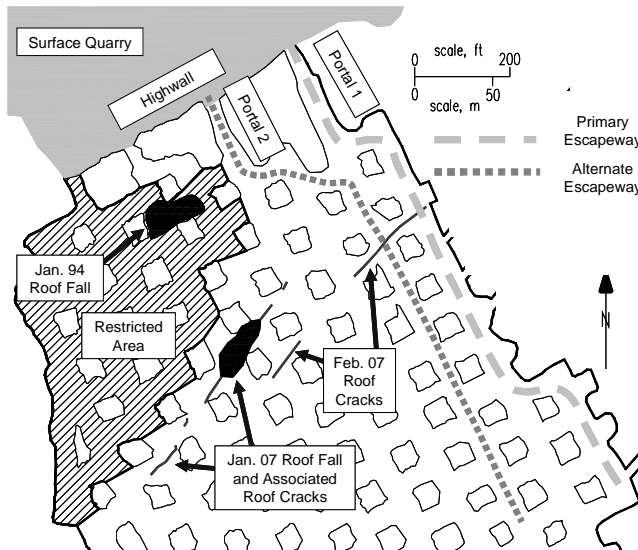 Surface Quarry
Highwall
Portal 2
Portal 1
scale, ft
0 200
0 50
scale, m
Primary
Escapeway
Alternate
Escapeway
N
Jan. 94
Roof Fall
Restricted
Area
Feb. 07
Roof
Cracks
Jan. 07 Roof Fall
and Associated
Roof Cracks